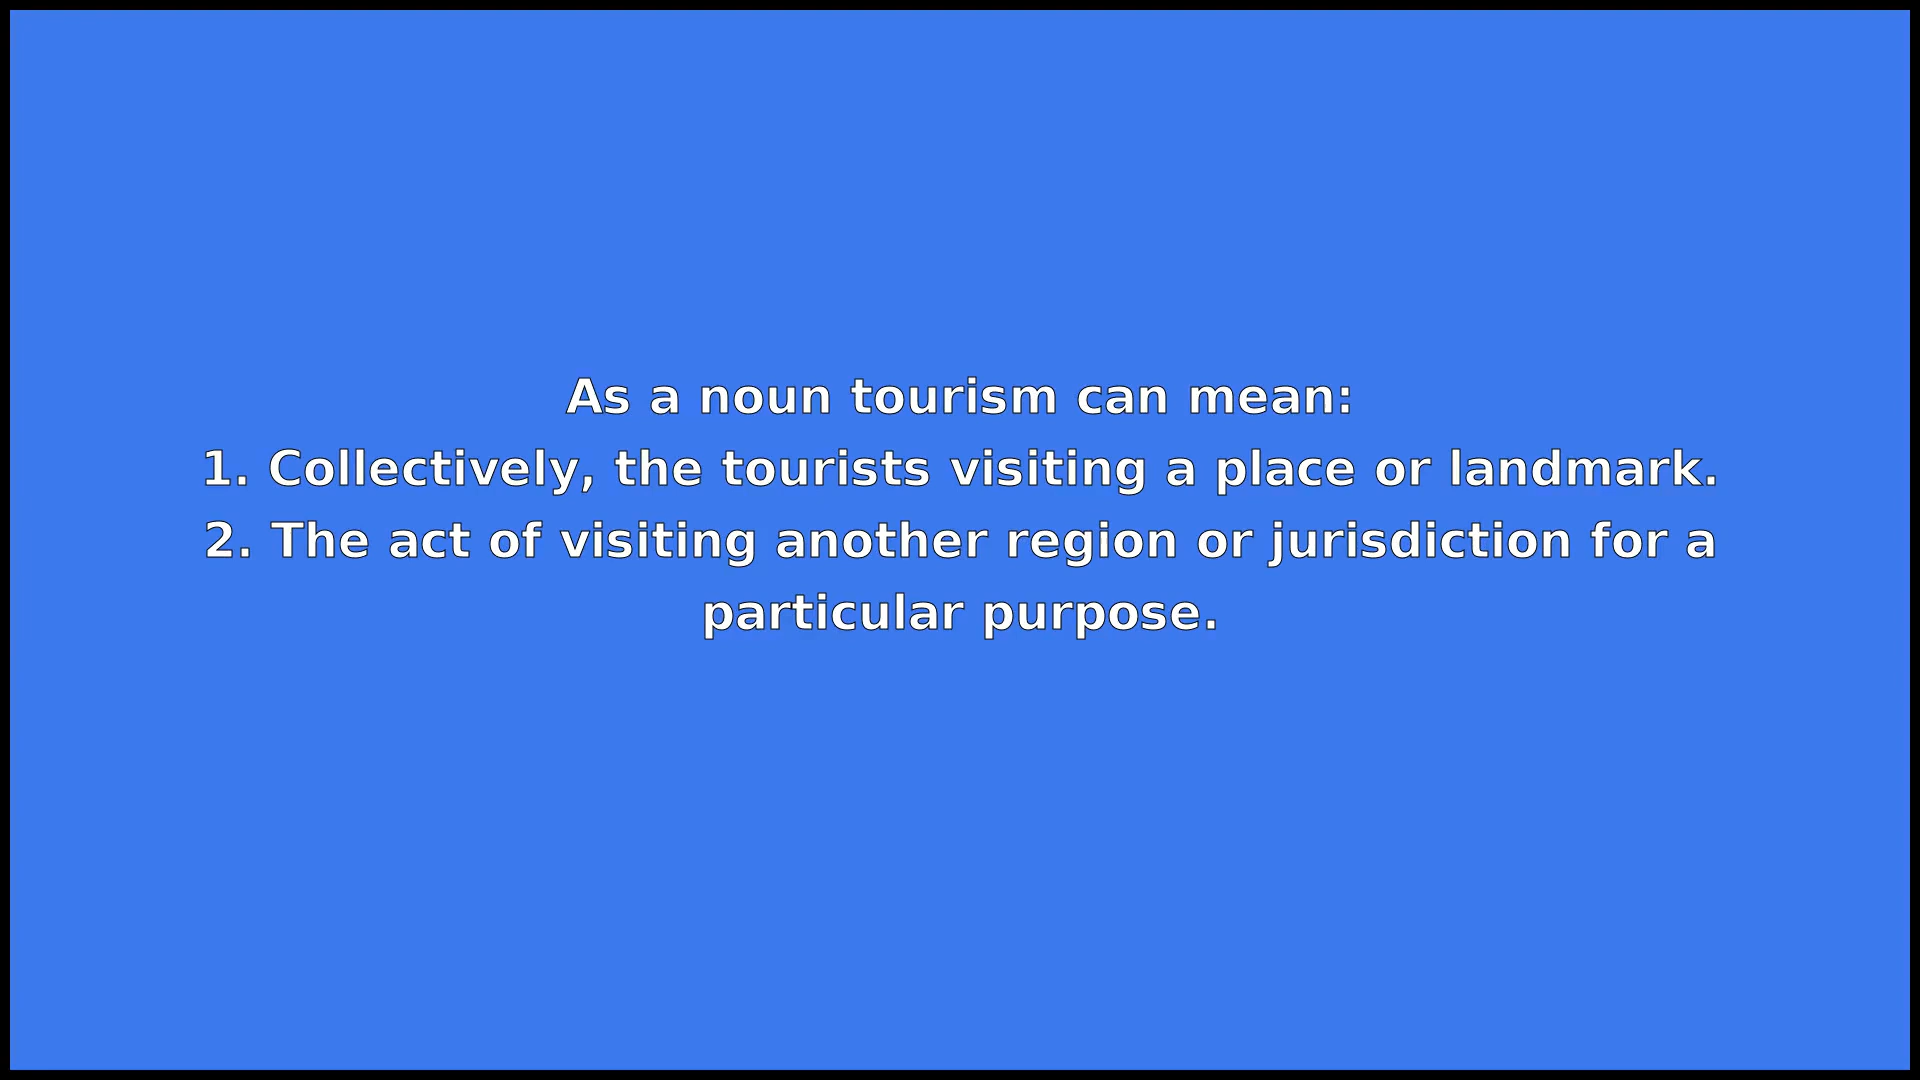 As a noun tourism can mean:
1. Collectively, the tourists visiting a place or landmark.
2. The act of visiting another region or jurisdiction for a
particular purpose.